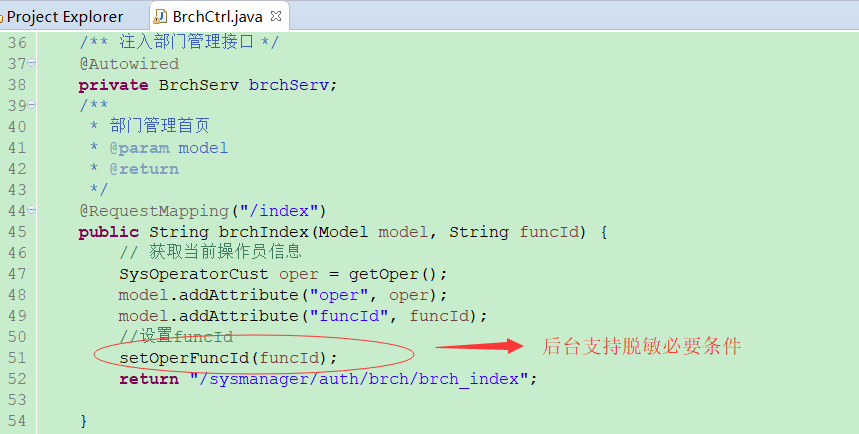 Project Explorer
BrchCtrl.java
36 /** 注入部门管理接口 */
37 @Autowired
38 private BrchServ brchServ;
39 /**
40 * 部门管理首页
41 * @param model
42 * @return
43 */
44 @RequestMapping("/index")
45 public String brchIndex(Model model, String funcId) {
46 // 获取当前操作员信息
47 SysOperatorCust oper = getOper();
48 model.addAttribute("oper", oper);
49 model.addAttribute("funcId", funcId);
50 //设置funcId
51 setOperFuncId(funcId);
后台支持脱敏必要条件
52 return "/sysmanager/auth/brch/brch_index";
53
54 }